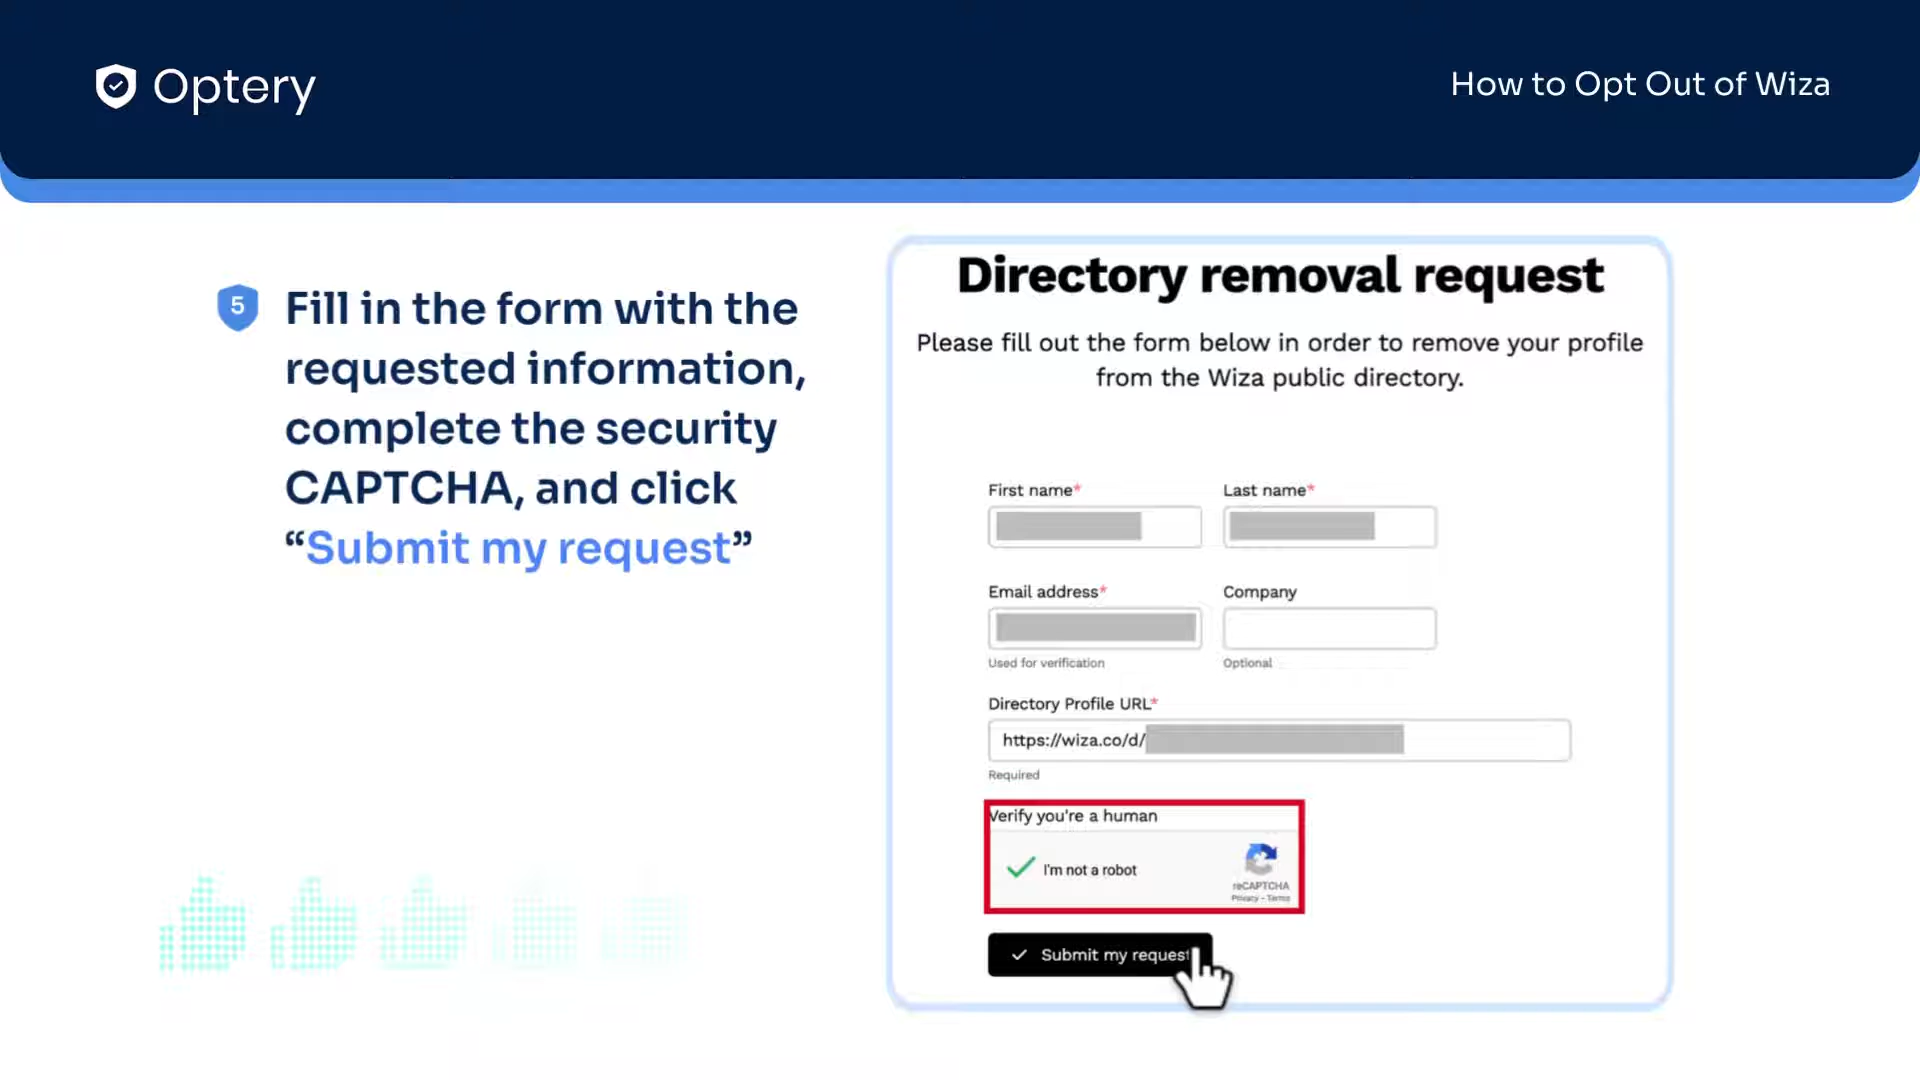 Optery
How to Opt Out of Wiza
5
Fill in the form with the
requested information,
complete the security
CAPTCHA, and click
“Submit my request”
Directory removal request
Please fill out the form below in order to remove your profile
from the Wiza public directory.
First name*
Last name*
Email address*
Company
Used for verification
Optional
Directory Profile URL*
https://wiza.co/d/
Required
Verify you're a human
I'm not a robot
reCAPTCHA
Privacy - Terms
Submit my request